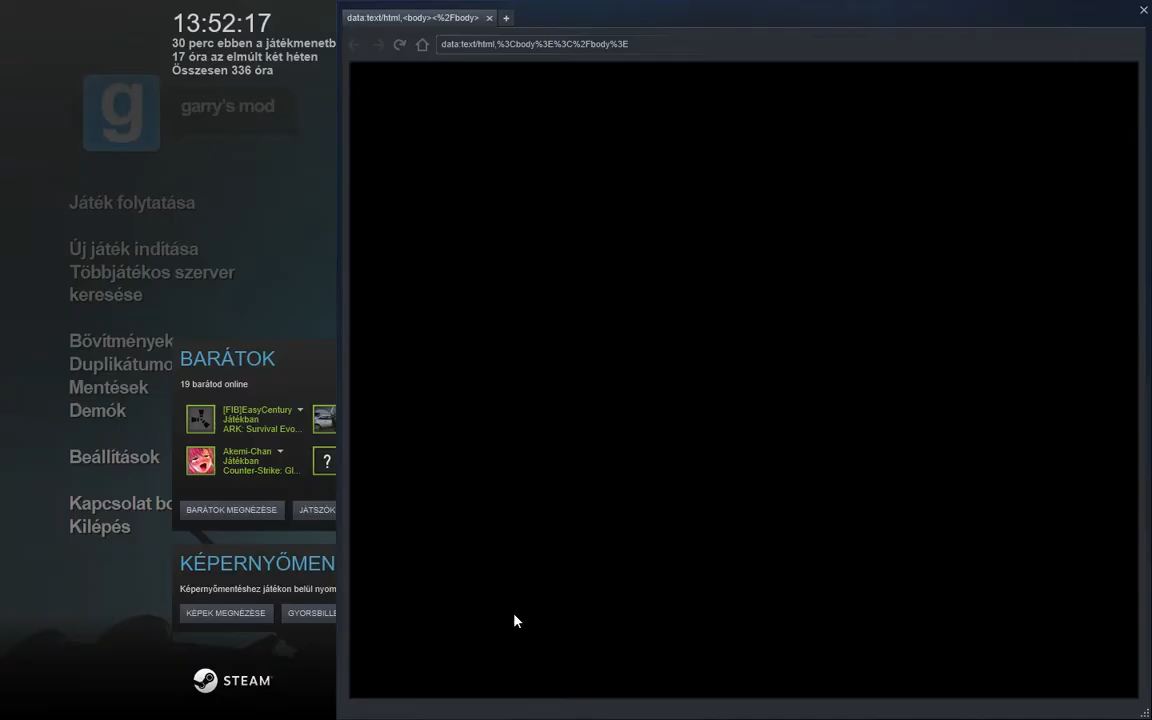 13:52:17
30 perc ebben a játékmenetb
17 óra az elmúlt két héten
Összesen 336 óra
garry's mod
Játék folytatása
Új játék indítása
Többjátékos szerver
keresése
Bővítmények
Duplikátumo
Mentések
Demók
Beállítások
Kapcsolat bo
Kilépés
BARÁTOK
19 barátod online
[FIB]EasyCentury
Játékban
ARK: Survival Evo...
Akemi-Chan
Játékban
Counter-Strike: Gl...
?
BARÁTOK MEGNÉZÉSE
JÁTSZÓK
KÉPERNYŐMEN
Képernyőmentéshez játékon belül nyom
KÉPEK MEGNÉZÉSE
GYORSBILLE
STEAM
data:text/html,<body><%2Fbody>
data:text/html,%3Cbody%3E%3C%2Fbody%3E